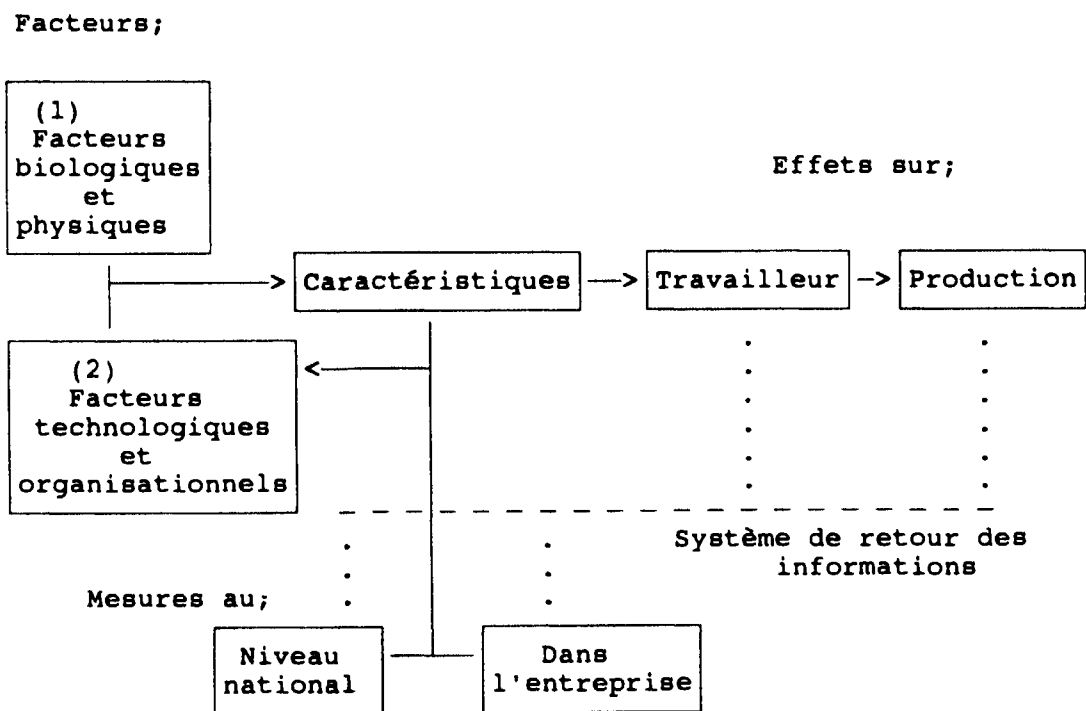 Facteurs;
(1)
Facteurs
biologiques
et
physiques
Effets sur;
Caractéristiques
Travailleur
Production
(2)
Facteurs
technologiques
et
organisationnels
Système de retour des
informations
Mesures au;
Niveau
national
Dans
l'entreprise